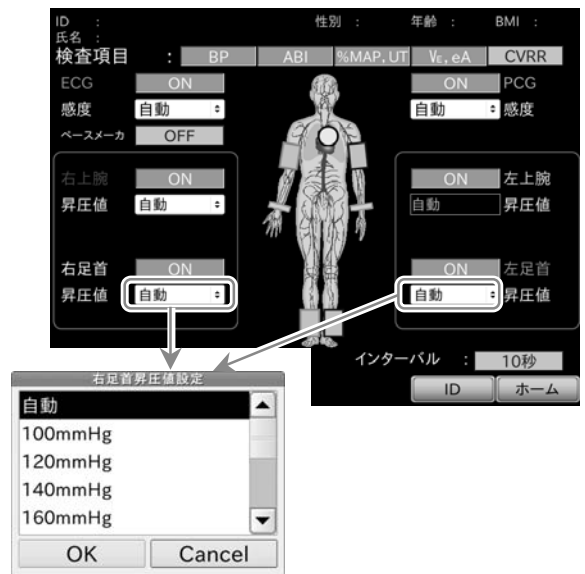 ID : 性別 : 年齢 : BMI :
氏名 :
検査項目 : BP ABI %MAP, UT VE, eA CVRR
ECG ON ON PCG
感度 自動 自動 感度
ペースメーカ OFF
右上腕 ON ON 左上腕
昇圧値 自動 自動 昇圧値
右足首 ON ON 左足首
昇圧値 自動 自動 昇圧値
インターバル : 10秒
ID ホーム
右足首昇圧値設定
自動
100mmHg
120mmHg
140mmHg
160mmHg
OK Cancel